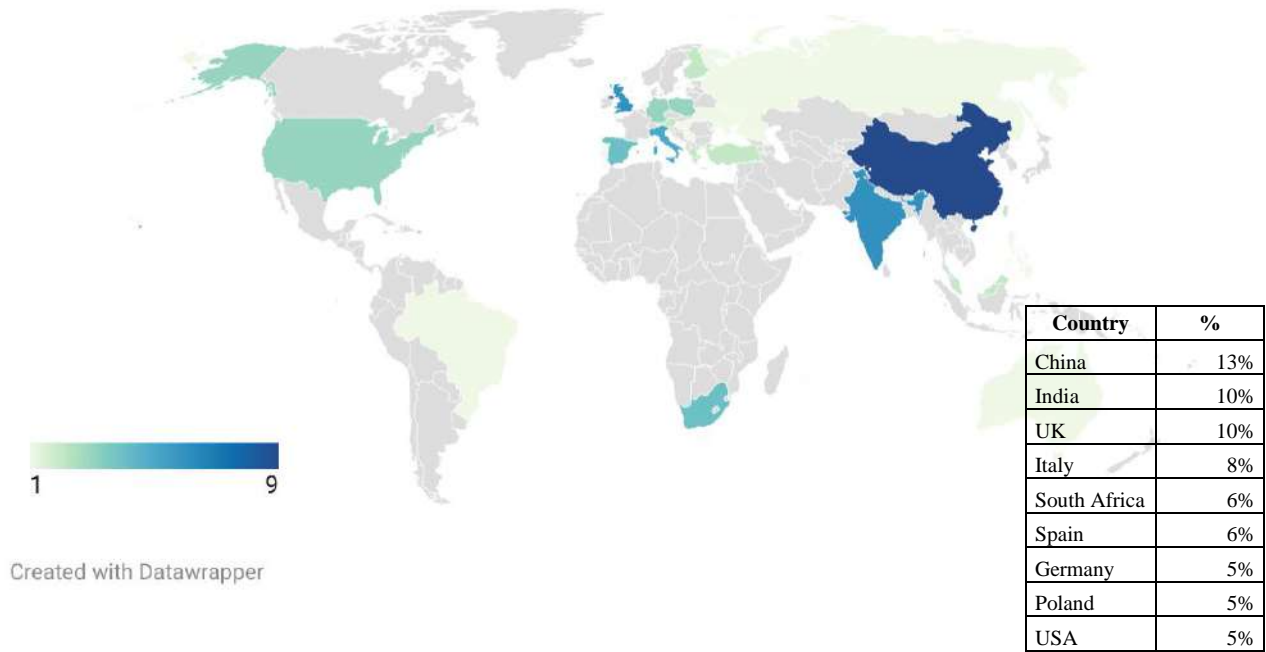 1 9
Created with Datawrapper
Country %
China 13%
India 10%
UK 10%
Italy 8%
South Africa 6%
Spain 6%
Germany 5%
Poland 5%
USA 5%